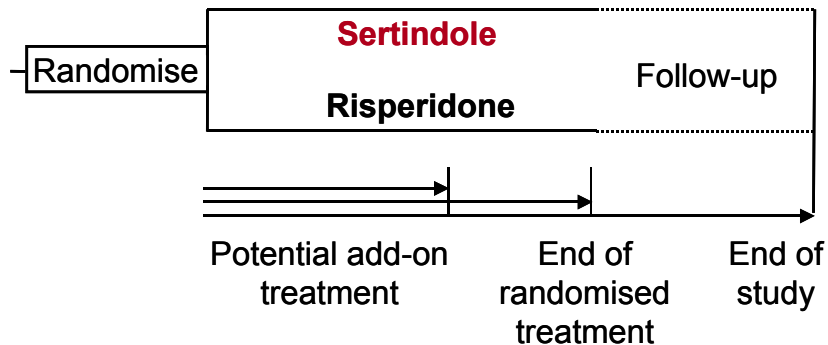 Sertindole
Randomise
Follow-up
Risperidone
Potential add-on
treatment
End of
randomised
treatment
End of
study